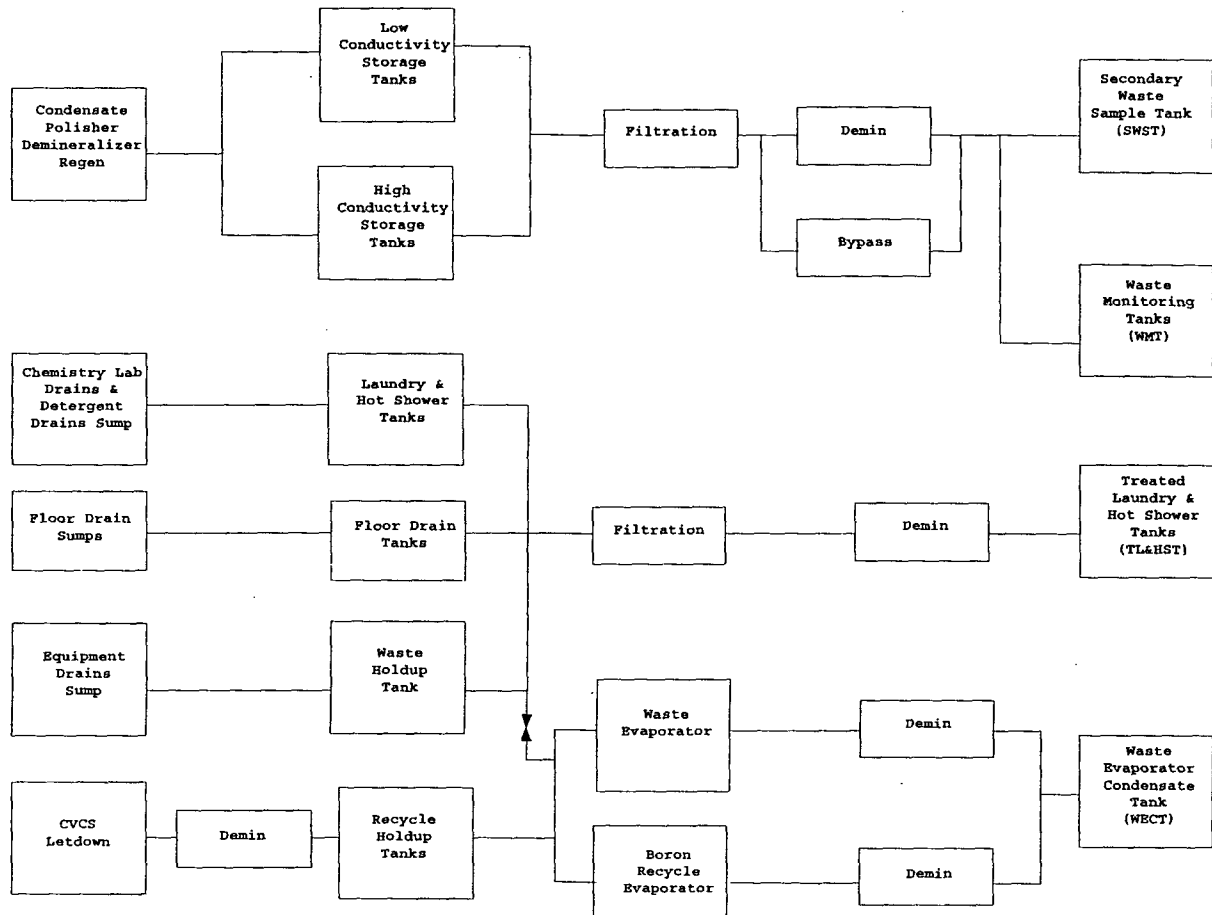 Condensate
Polisher
Demineralizer
Regen
Low
Conductivity
Storage
Tanks
High
Conductivity
Storage
Tanks
Filtration
Demin
Bypass
Secondary
Waste
Sample Tank
(SWST)
Waste
Monitoring
Tanks
(WMT)
Chemistry Lab
Drains &
Detergent
Drains Sump
Laundry &
Hot Shower
Tanks
Floor Drain
Sumps
Floor Drain
Tanks
Filtration
Demin
Treated
Laundry &
Hot Shower
Tanks
(TL&HST)
Equipment
Drains
Sump
Waste
Holdup
Tank
Waste
Evaporator
Demin
CVCS
Letdown
Demin
Recycle
Holdup
Tanks
Boron
Recycle
Evaporator
Demin
Waste
Evaporator
Condensate
Tank
(WECT)